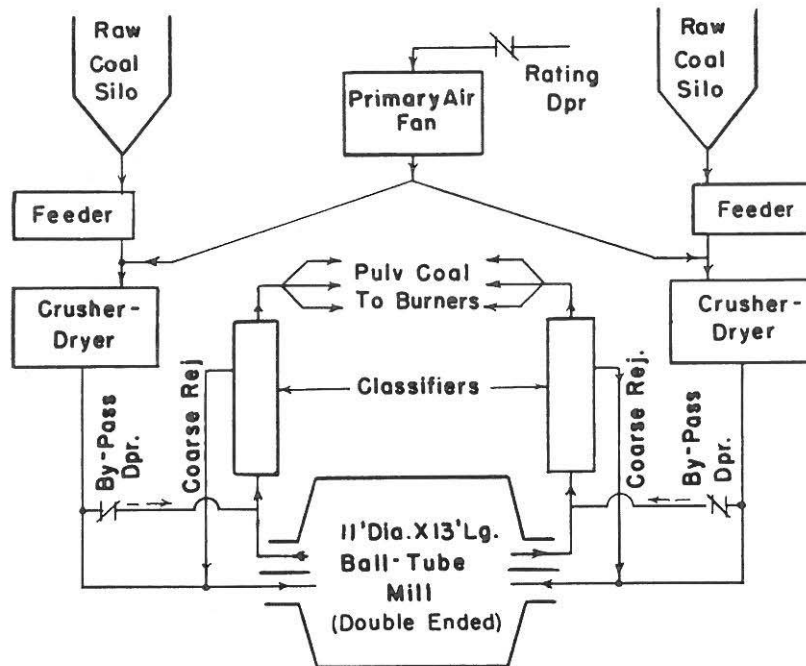 Raw
Coal
Silo
Primary Air
Fan
Rating
Dpr
Raw
Coal
Silo
Feeder
Feeder
Crusher-
Dryer
Pulv Coal
To Burners
Crusher-
Dryer
By-Pass
Dpr.
Coarse Rej
Classifiers
Coarse Rej.
By-Pass
Dpr.
11' Dia. X 13' Lg.
Ball-Tube
Mill
(Double Ended)